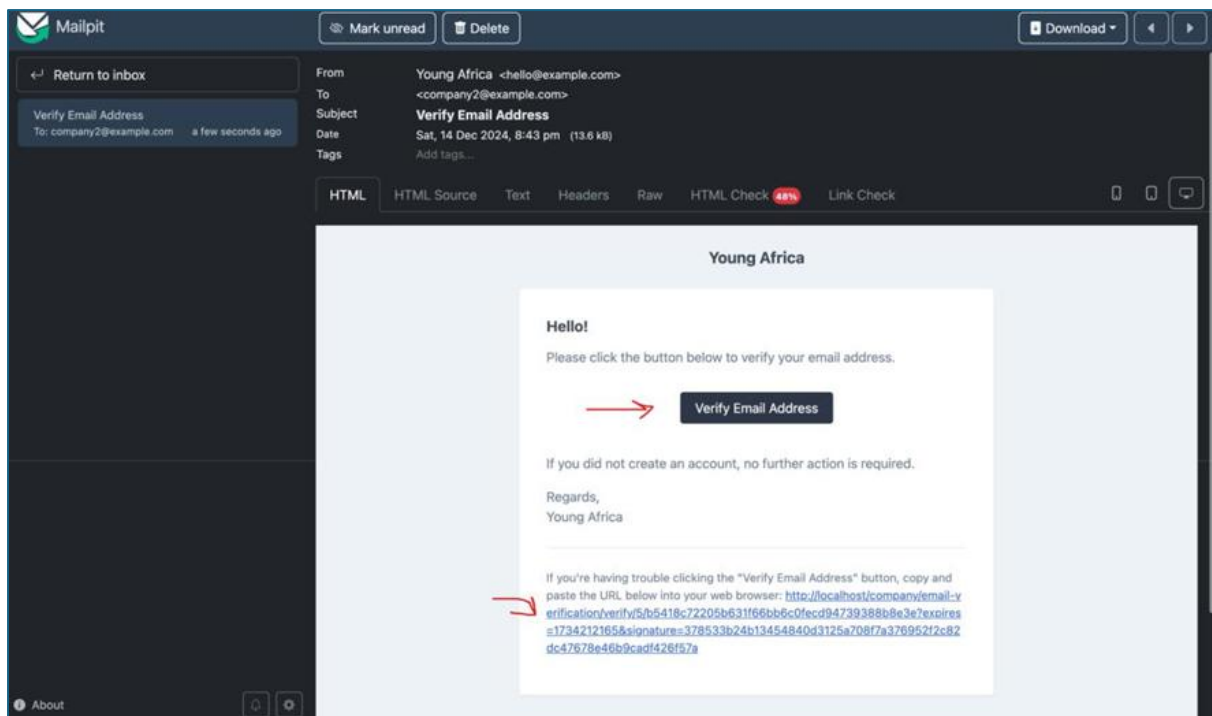 Mailpit
Mark unread
Delete
Download
Return to inbox
Verify Email Address
To: company2@example.com a few seconds ago
From Young Africa <hello@example.com>
To <company2@example.com>
Subject Verify Email Address
Date Sat, 14 Dec 2024, 8:43 pm (13.6 kB)
Tags Add tags...
HTML HTML Source Text Headers Raw HTML Check 48% Link Check
Young Africa
Hello!
Please click the button below to verify your email address.
Verify Email Address
If you did not create an account, no further action is required.
Regards,
Young Africa
If you're having trouble clicking the "Verify Email Address" button, copy and
paste the URL below into your web browser: http://localhost/company/email-v
erification/verify/5/b5418c72205b631f66bb6c0fecd94739388b8e3e?expires
=1734212165&signature=378533b24b13454840d3125a708f7a376952f2c82
dc47678e46b9cadf426f57a
About